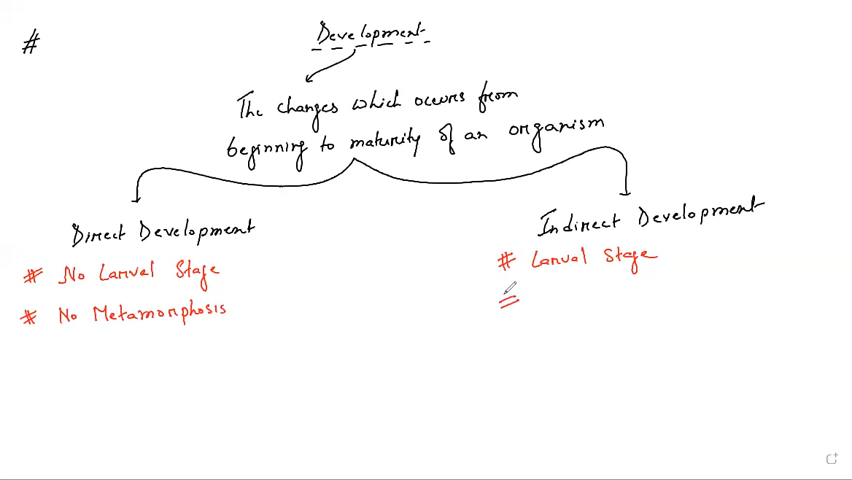 #
Development
The changes which occurs from
beginning to maturity of an organism
Direct Development
# No Larval Stage
# No Metamorphosis
Indirect Development
# Larval Stage